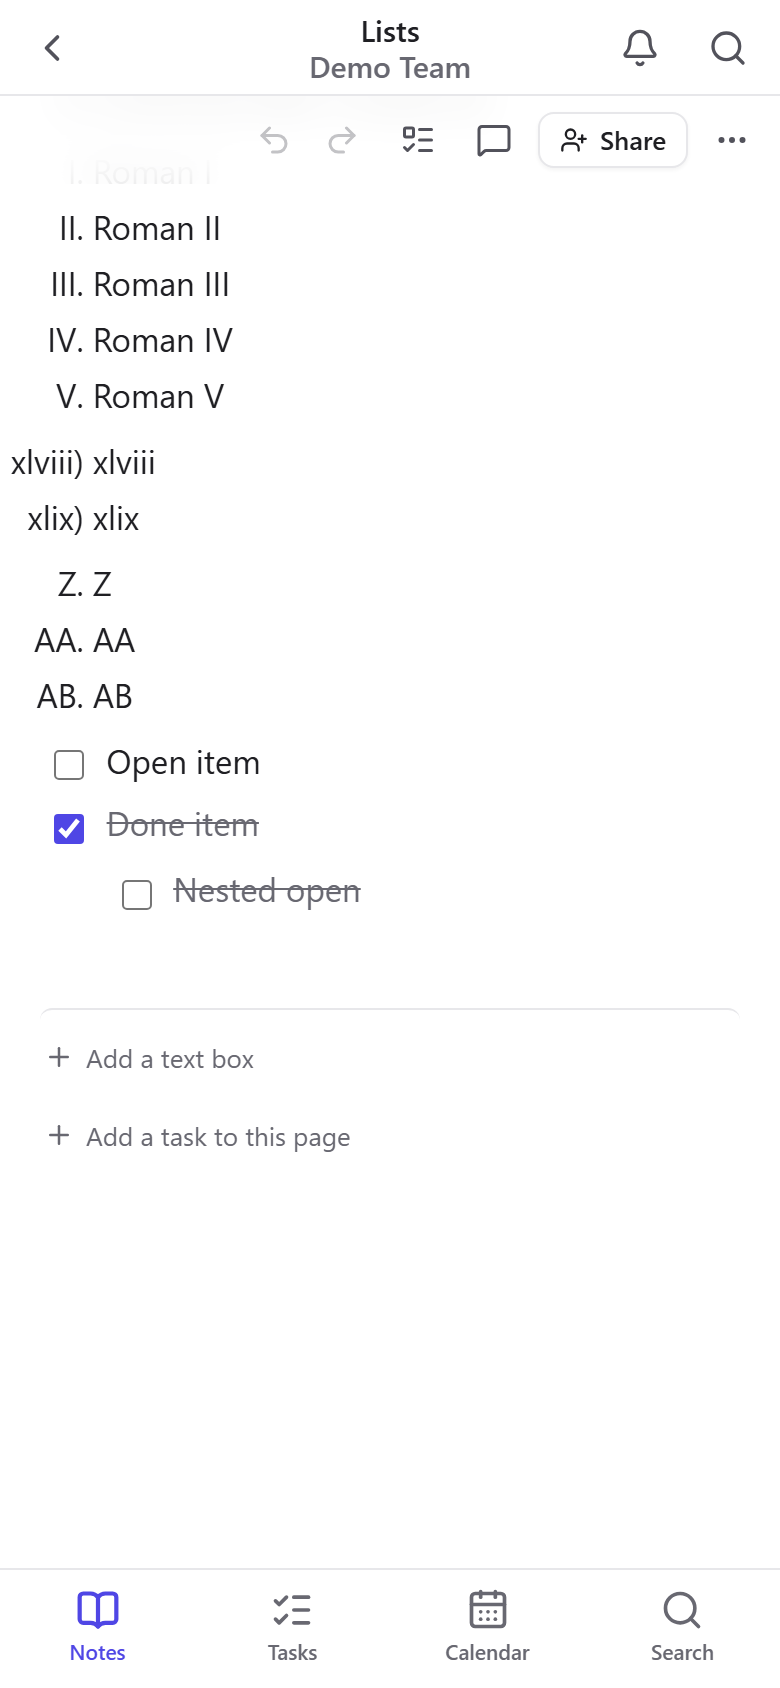 Lists
Demo Team
Share
I. Roman I
II. Roman II
III. Roman III
IV. Roman IV
V. Roman V
xlviii) xlviii
xlix) xlix
Z. Z
AA. AA
AB. AB
Open item
Done item
Nested open
Add a text box
Add a task to this page
Notes
Tasks
Calendar
Search